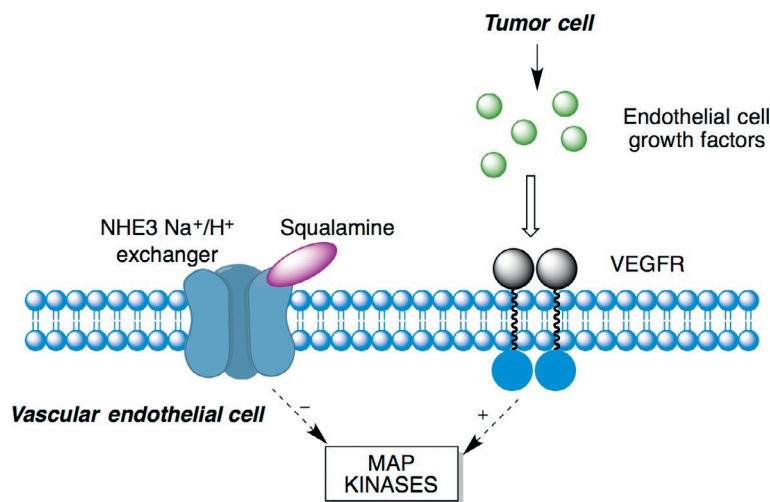 Tumor cell
Endothelial cell
growth factors
NHE3 Na⁺/H⁺
exchanger
Squalamine
VEGFR
Vascular endothelial cell
–
+
MAP
KINASES